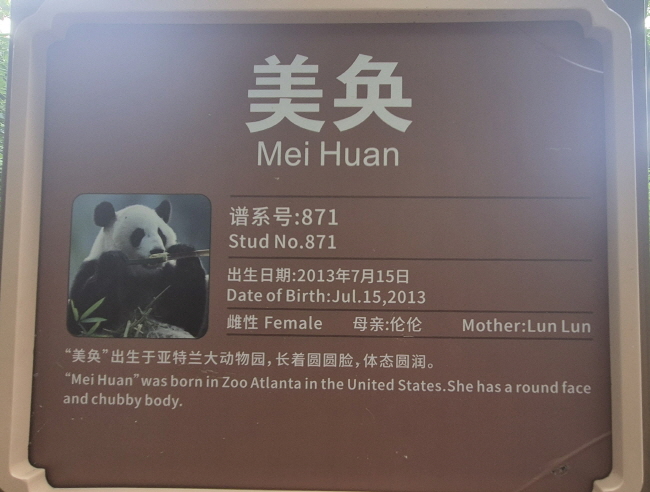 美奂
Mei Huan
谱系号:871
Stud No.871
出生日期:2013年7月15日
Date of Birth:Jul.15,2013
雌性 Female 母亲:伦伦 Mother:Lun Lun
“美奂”出生于亚特兰大动物园，长着圆圆脸，体态圆润。
“Mei Huan”was born in Zoo Atlanta in the United States.She has a round face
and chubby body.